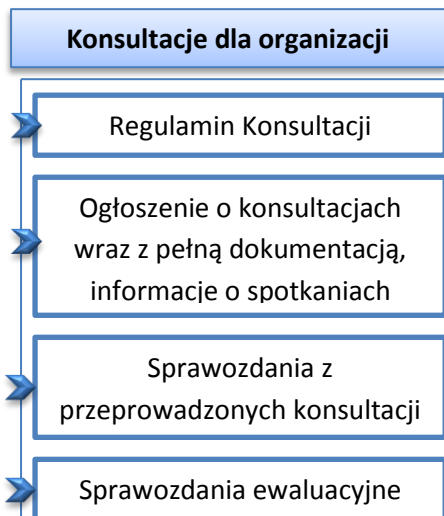 Konsultacje dla organizacji
Regulamin Konsultacji
Ogłoszenie o konsultacjach
wraz z pełną dokumentacją,
informacje o spotkaniach
Sprawozdania z
przeprowadzonych konsultacji
Sprawozdania ewaluacyjne